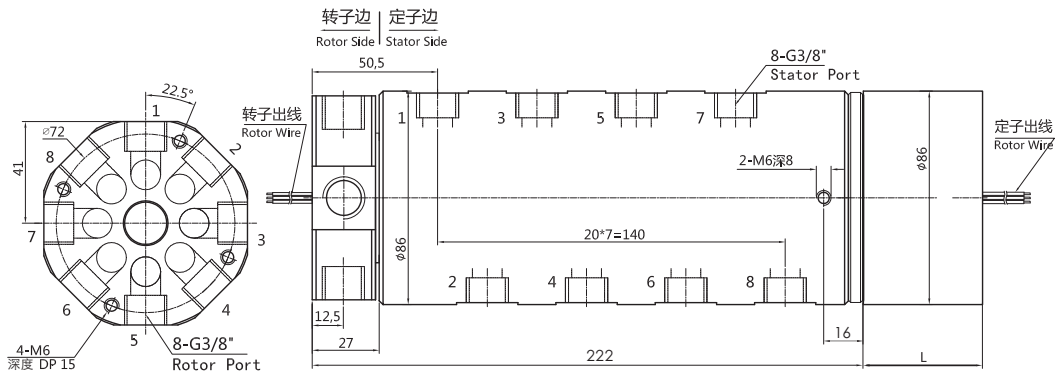 转子边 定子边
Rotor Side Stator Side
50,5
8-G3/8"
Stator Port
22.5°
1
⌀72
2
8
41
7
3
6
4
5
4-M6
深度 DP 15
8-G3/8"
Rotor Port
转子出线
Rotor Wire
1
3
5
7
2-M6深8
定子出线
Rotor Wire
ϕ86
ϕ86
20*7=140
2
4
6
8
12,5
27
16
222
L